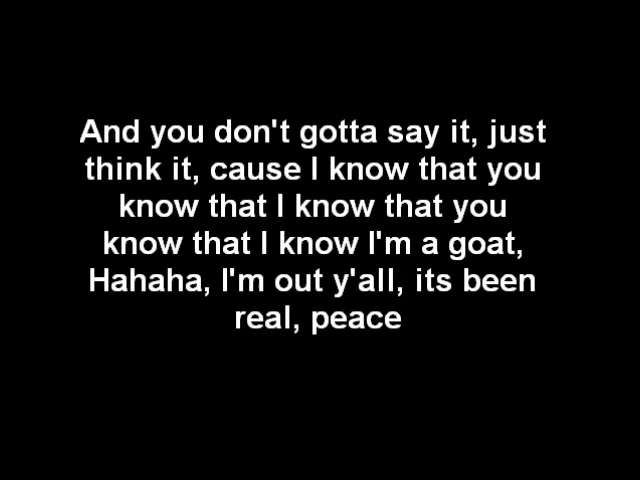 And you don't gotta say it, just
think it, cause I know that you
know that I know that you
know that I know I'm a goat,
Hahaha, I'm out y'all, its been
real, peace